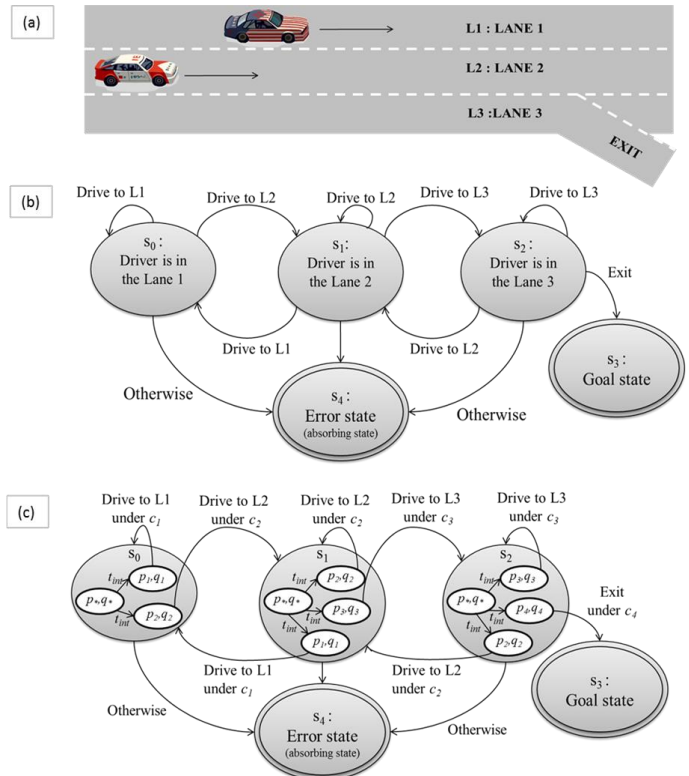 (a)
L1 : LANE 1
L2 : LANE 2
L3 :LANE 3
EXIT
(b)
Drive to L1
Drive to L2
Drive to L2
Drive to L3
Drive to L3
s0 :
Driver is in
the Lane 1
s1 :
Driver is in
the Lane 2
s2 :
Driver is in
the Lane 3
Exit
Drive to L1
Drive to L2
s3 :
Goal state
Otherwise
s4 :
Error state
(absorbing state)
Otherwise
(c)
Drive to L1
under c1
Drive to L2
under c2
Drive to L2
under c2
Drive to L3
under c3
Drive to L3
under c3
s0
tint
p1,q1
p*,q*
tint
p2,q2
s1
tint
p2,q2
p*,q*
tint
p3,q3
tint
p1,q1
s2
tint
p3,q3
p*,q*
tint
p4,q4
tint
p2,q2
Exit
under c4
Drive to L1
under c1
Drive to L2
under c2
s3 :
Goal state
Otherwise
s4 :
Error state
(absorbing state)
Otherwise